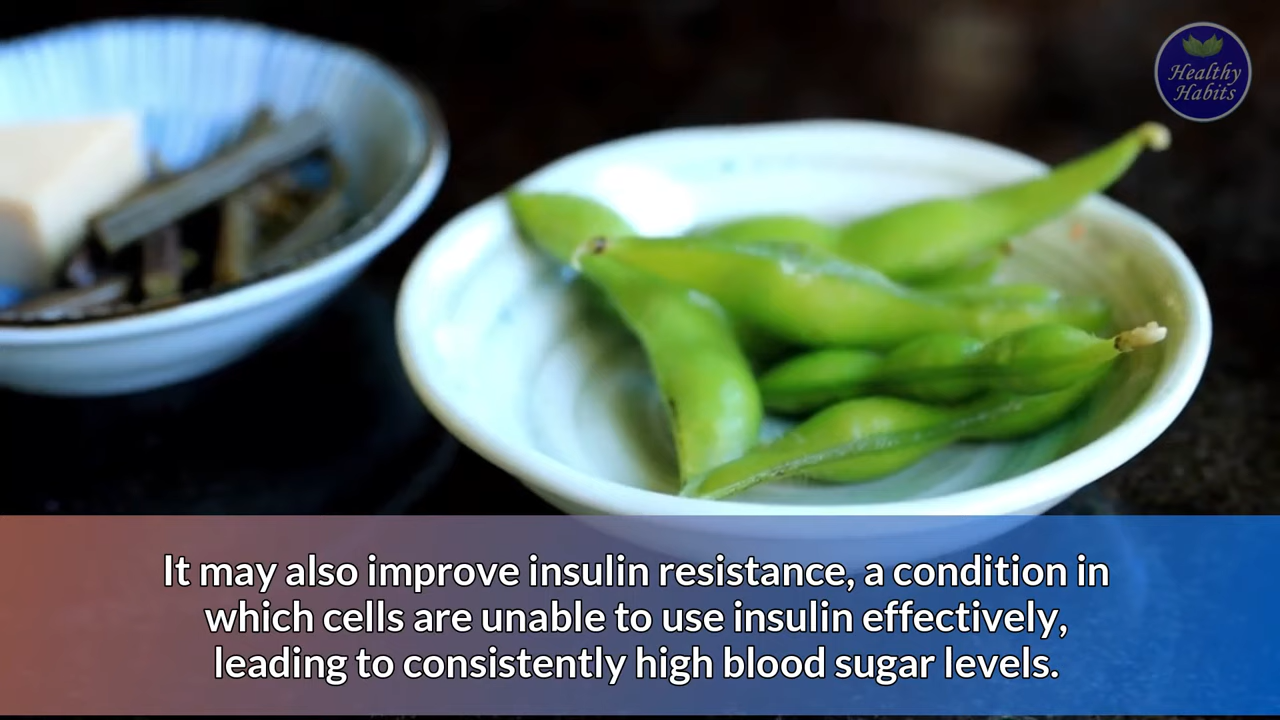 Healthy
Habits
It may also improve insulin resistance, a condition in
which cells are unable to use insulin effectively,
leading to consistently high blood sugar levels.